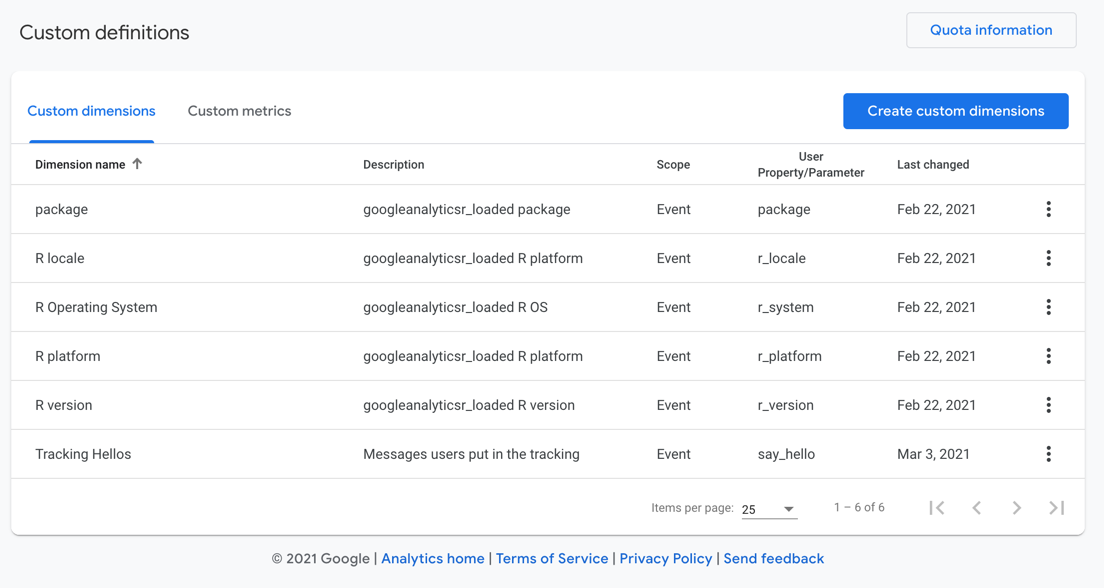 Custom definitions
Quota information
Custom dimensions Custom metrics Create custom dimensions
Dimension name Description Scope User Property/Parameter Last changed
package googleanalyticsr_loaded package Event package Feb 22, 2021
R locale googleanalyticsr_loaded R platform Event r_locale Feb 22, 2021
R Operating System googleanalyticsr_loaded R OS Event r_system Feb 22, 2021
R platform googleanalyticsr_loaded R platform Event r_platform Feb 22, 2021
R version googleanalyticsr_loaded R version Event r_version Feb 22, 2021
Tracking Hellos Messages users put in the tracking Event say_hello Mar 3, 2021
Items per page: 25 1 – 6 of 6
© 2021 Google | Analytics home | Terms of Service | Privacy Policy | Send feedback